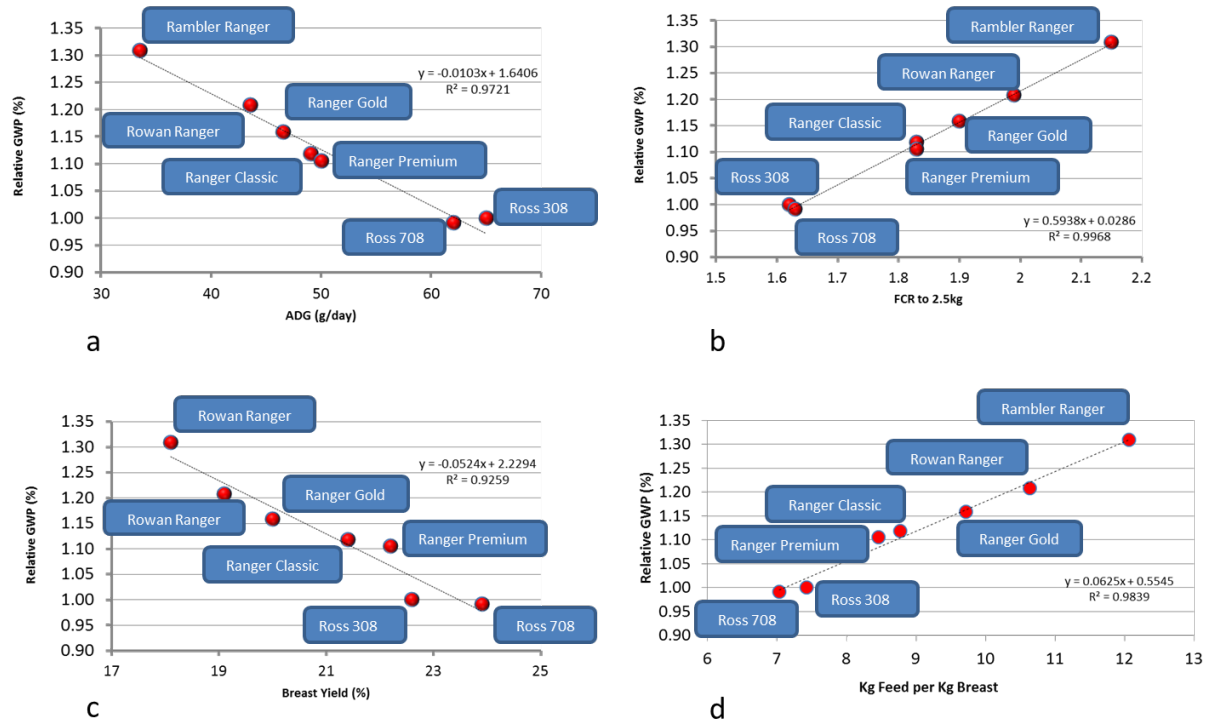 1.35
1.30
1.25
1.20
1.15
1.10
1.05
1.00
0.95
0.90
Relative GWP (%)
Rambler Ranger
y = -0.0103x + 1.6406
R² = 0.9721
Ranger Gold
Rowan Ranger
Ranger Premium
Ranger Classic
Ross 308
Ross 708
30 40 50 60 70
ADG (g/day)
a
1.35
1.30
1.25
1.20
1.15
1.10
1.05
1.00
0.95
0.90
Relative GWP (%)
Rambler Ranger
Rowan Ranger
Ranger Classic
Ranger Gold
Ranger Premium
Ross 308
Ross 708
y = 0.5938x + 0.0286
R² = 0.9968
1.5 1.6 1.7 1.8 1.9 2 2.1 2.2
FCR to 2.5kg
b
1.35
1.30
1.25
1.20
1.15
1.10
1.05
1.00
0.95
0.90
Relative GWP (%)
Rowan Ranger
y = -0.0524x + 2.2294
R² = 0.9259
Ranger Gold
Rowan Ranger
Ranger Premium
Ranger Classic
Ross 308
Ross 708
17 19 21 23 25
Breast Yield (%)
c
1.35
1.30
1.25
1.20
1.15
1.10
1.05
1.00
0.95
0.90
Relative GWP (%)
Rambler Ranger
Rowan Ranger
Ranger Classic
Ranger Premium
Ranger Gold
Ross 308
Ross 708
y = 0.0625x + 0.5545
R² = 0.9839
6 7 8 9 10 11 12 13
Kg Feed per Kg Breast
d